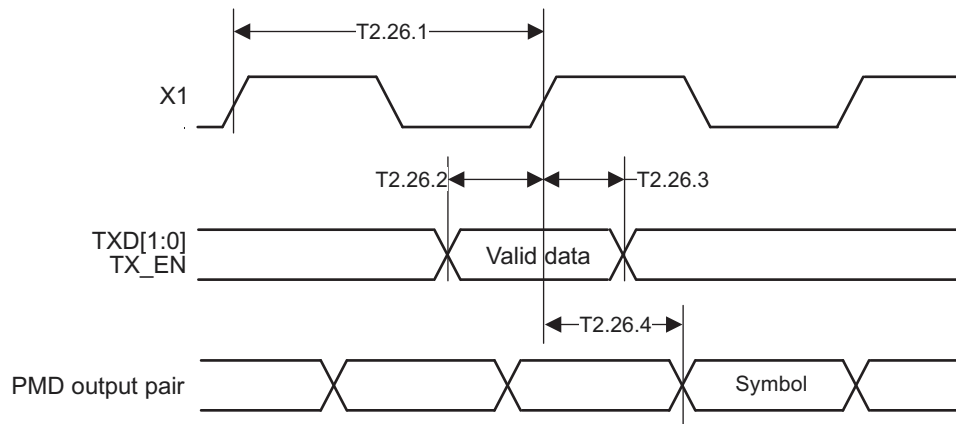 T2.26.1
X1
T2.26.2
T2.26.3
TXD[1:0]
TX_EN
Valid data
T2.26.4
PMD output pair
Symbol